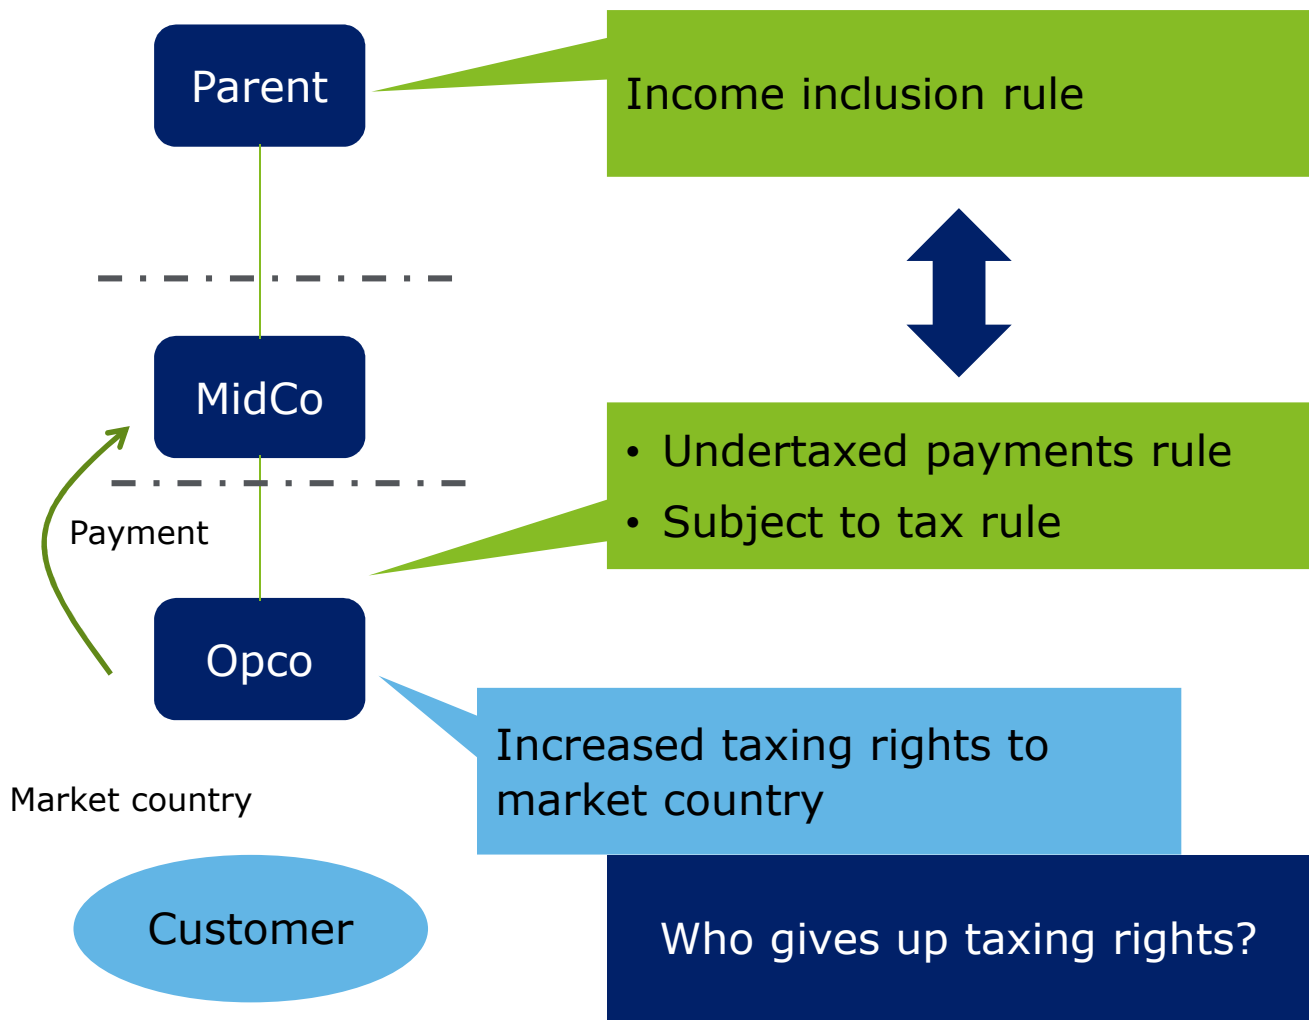 Parent
Income inclusion rule
MidCo
• Undertaxed payments rule
• Subject to tax rule
Payment
Opco
Increased taxing rights to
market country
Market country
Customer
Who gives up taxing rights?